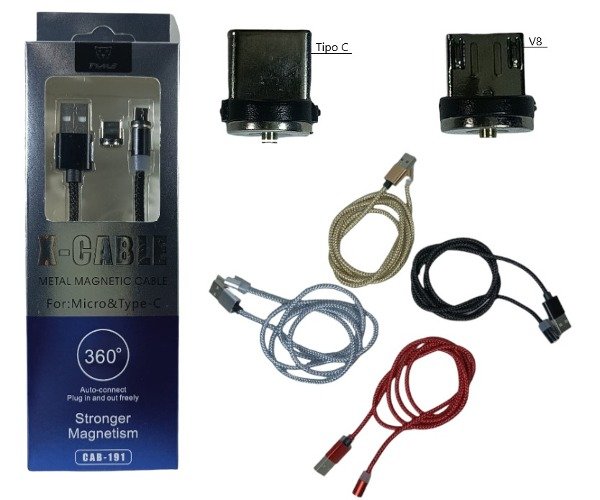 X-CABLE
METAL MAGNETIC CABLE
For:Micro&Type-C
360°
Auto-connect
Plug in and out freely
Stronger
Magnetism
CAB-191
Tipo C
V8